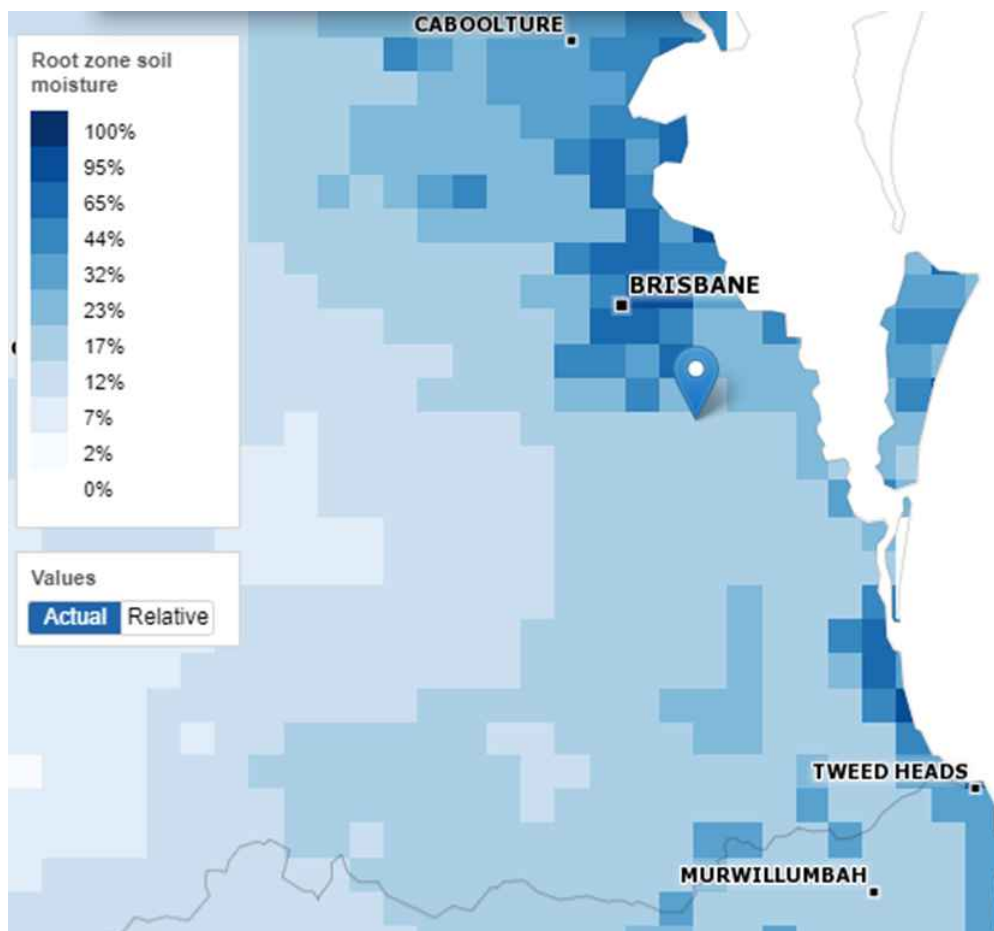 CABOOLTURE
Root zone soil
moisture
100%
95%
65%
44%
32%
23%
17%
12%
7%
2%
0%
BRISBANE
Values
Actual Relative
TWEED HEADS
MURWILLUMBAH